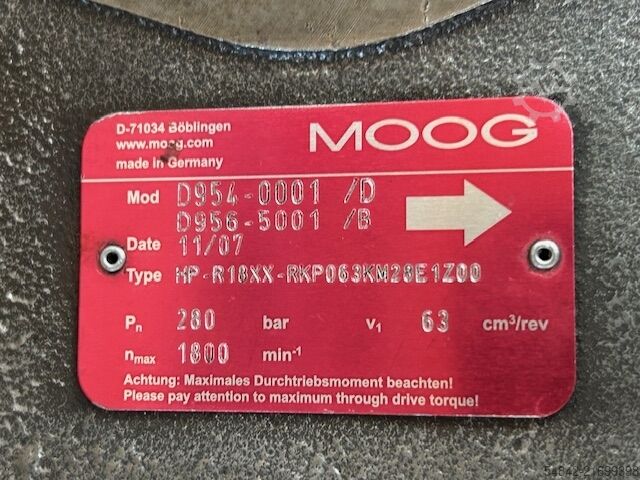 D-71034 Böblingen
www.moog.com
made in Germany
MOOG
Mod D954-0001 /D
D956-5001 /B
Date 11/07
Type HP-R18XX-RKP063KM28E1Z00
Pn 280 bar V1 63 cm³/rev
nmax 1800 min-1
Achtung: Maximales Durchtriebsmoment beachten!
Please pay attention to maximum through drive torque!